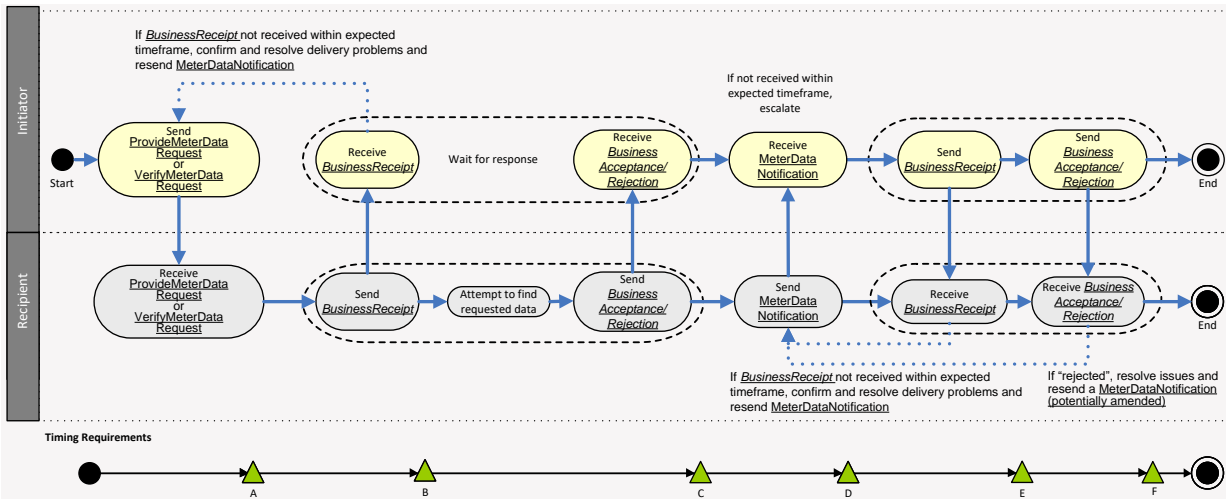 Initiator
If BusinessReceipt not received within expected
timeframe, confirm and resolve delivery problems and
resend MeterDataNotification
Start
Send
ProvideMeterData
Request
or
VerifyMeterData
Request
Receive
BusinessReceipt
Wait for response
Receive
Business
Acceptance/
Rejection
If not received within
expected timeframe,
escalate
Receive
MeterData
Notification
Send
BusinessReceipt
Send
Business
Acceptance/
Rejection
End
Recipient
Receive
ProvideMeterData
Request
or
VerifyMeterData
Request
Send
BusinessReceipt
Attempt to find
requested data
Send
Business
Acceptance/
Rejection
Send
MeterData
Notification
Receive
BusinessReceipt
Receive Business
Acceptance/
Rejection
End
If BusinessReceipt not received within expected
timeframe, confirm and resolve delivery problems and
resend MeterDataNotification
If “rejected”, resolve issues and
resend a MeterDataNotification
(potentially amended)
Timing Requirements
A
B
C
D
E
F